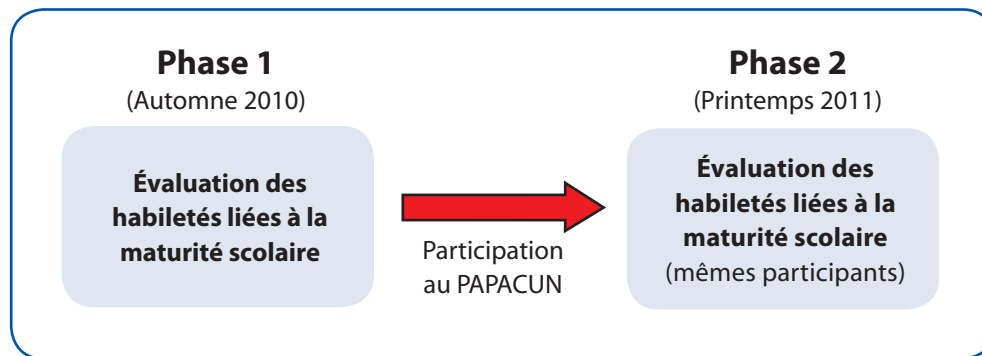 Phase 1
(Automne 2010)
Évaluation des
habiletés liées à la
maturité scolaire
Participation
au PAPACUN
Phase 2
(Printemps 2011)
Évaluation des
habiletés liées à la
maturité scolaire
(mêmes participants)